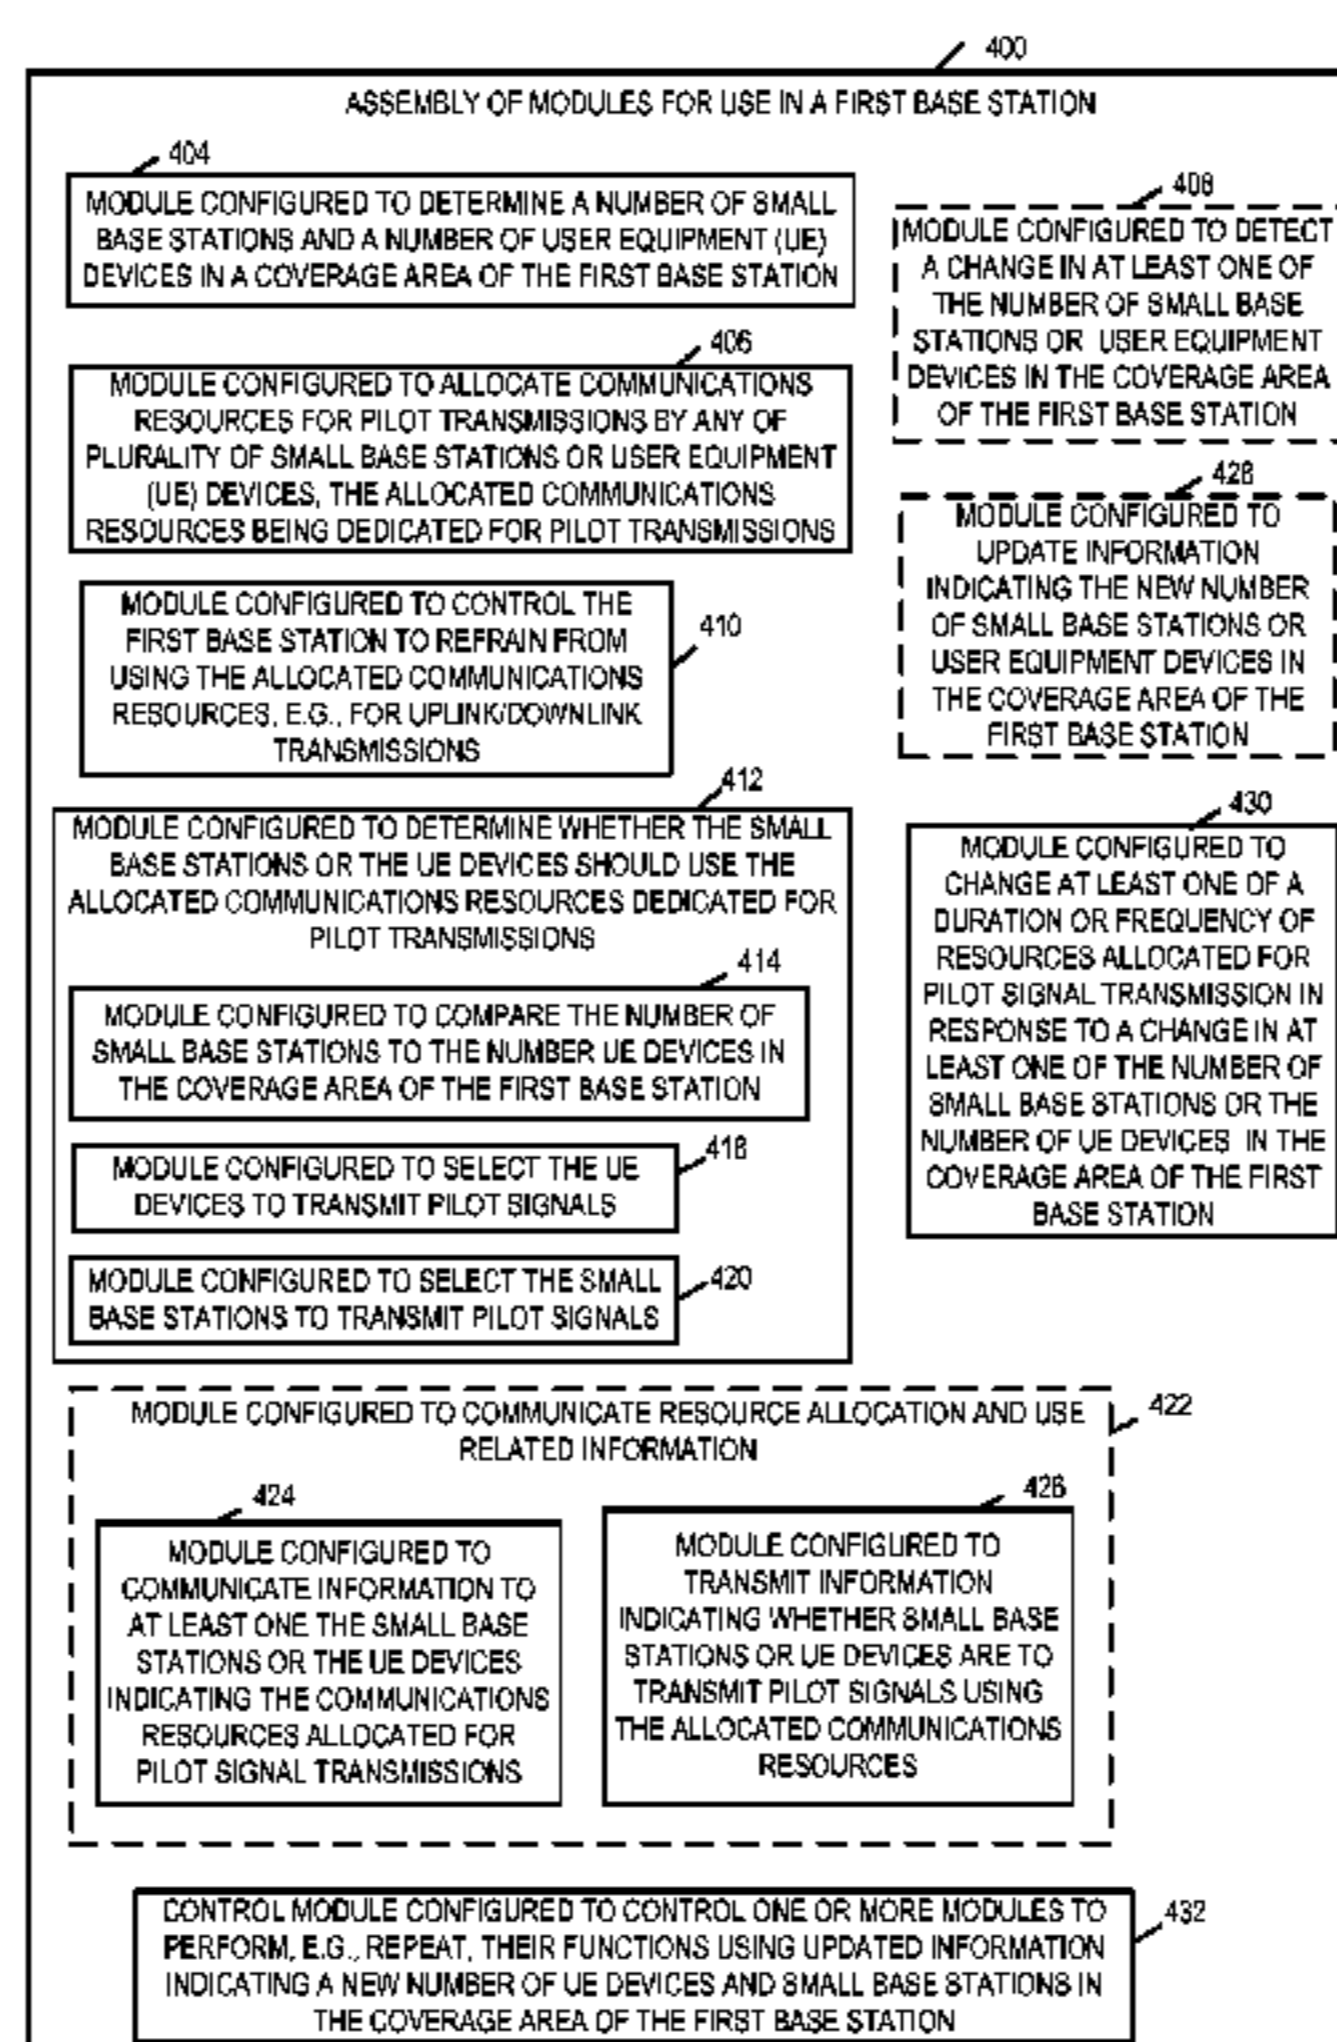 400
ASSEMBLY OF MODULES FOR USE IN A FIRST BASE STATION
404
MODULE CONFIGURED TO DETERMINE A NUMBER OF SMALL
BASE STATIONS AND A NUMBER OF USER EQUIPMENT (UE)
DEVICES IN A COVERAGE AREA OF THE FIRST BASE STATION
406
MODULE CONFIGURED TO ALLOCATE COMMUNICATIONS
RESOURCES FOR PILOT TRANSMISSIONS BY ANY OF
PLURALITY OF SMALL BASE STATIONS OR USER EQUIPMENT
(UE) DEVICES, THE ALLOCATED COMMUNICATIONS
RESOURCES BEING DEDICATED FOR PILOT TRANSMISSIONS
MODULE CONFIGURED TO CONTROL THE
FIRST BASE STATION TO REFRAIN FROM
USING THE ALLOCATED COMMUNICATIONS
RESOURCES, E.G., FOR UPLINK/DOWNLINK
TRANSMISSIONS
410
412
MODULE CONFIGURED TO DETERMINE WHETHER THE SMALL
BASE STATIONS OR THE UE DEVICES SHOULD USE THE
ALLOCATED COMMUNICATIONS RESOURCES DEDICATED FOR
PILOT TRANSMISSIONS
414
MODULE CONFIGURED TO COMPARE THE NUMBER OF
SMALL BASE STATIONS TO THE NUMBER UE DEVICES IN
THE COVERAGE AREA OF THE FIRST BASE STATION
MODULE CONFIGURED TO SELECT THE UE
DEVICES TO TRANSMIT PILOT SIGNALS
418
MODULE CONFIGURED TO SELECT THE SMALL
BASE STATIONS TO TRANSMIT PILOT SIGNALS
420
408
MODULE CONFIGURED TO DETECT
A CHANGE IN AT LEAST ONE OF
THE NUMBER OF SMALL BASE
STATIONS OR USER EQUIPMENT
DEVICES IN THE COVERAGE AREA
OF THE FIRST BASE STATION
428
MODULE CONFIGURED TO
UPDATE INFORMATION
INDICATING THE NEW NUMBER
OF SMALL BASE STATIONS OR
USER EQUIPMENT DEVICES IN
THE COVERAGE AREA OF THE
FIRST BASE STATION
430
MODULE CONFIGURED TO
CHANGE AT LEAST ONE OF A
DURATION OR FREQUENCY OF
RESOURCES ALLOCATED FOR
PILOT SIGNAL TRANSMISSION IN
RESPONSE TO A CHANGE IN AT
LEAST ONE OF THE NUMBER OF
SMALL BASE STATIONS OR THE
NUMBER OF UE DEVICES IN THE
COVERAGE AREA OF THE FIRST
BASE STATION
422
MODULE CONFIGURED TO COMMUNICATE RESOURCE ALLOCATION AND USE
RELATED INFORMATION
424
MODULE CONFIGURED TO
COMMUNICATE INFORMATION TO
AT LEAST ONE THE SMALL BASE
STATIONS OR THE UE DEVICES
INDICATING THE COMMUNICATIONS
RESOURCES ALLOCATED FOR
PILOT SIGNAL TRANSMISSIONS
426
MODULE CONFIGURED TO
TRANSMIT INFORMATION
INDICATING WHETHER SMALL BASE
STATIONS OR UE DEVICES ARE TO
TRANSMIT PILOT SIGNALS USING
THE ALLOCATED COMMUNICATIONS
RESOURCES
CONTROL MODULE CONFIGURED TO CONTROL ONE OR MORE MODULES TO
PERFORM, E.G., REPEAT, THEIR FUNCTIONS USING UPDATED INFORMATION
INDICATING A NEW NUMBER OF UE DEVICES AND SMALL BASE STATIONS IN
THE COVERAGE AREA OF THE FIRST BASE STATION
432